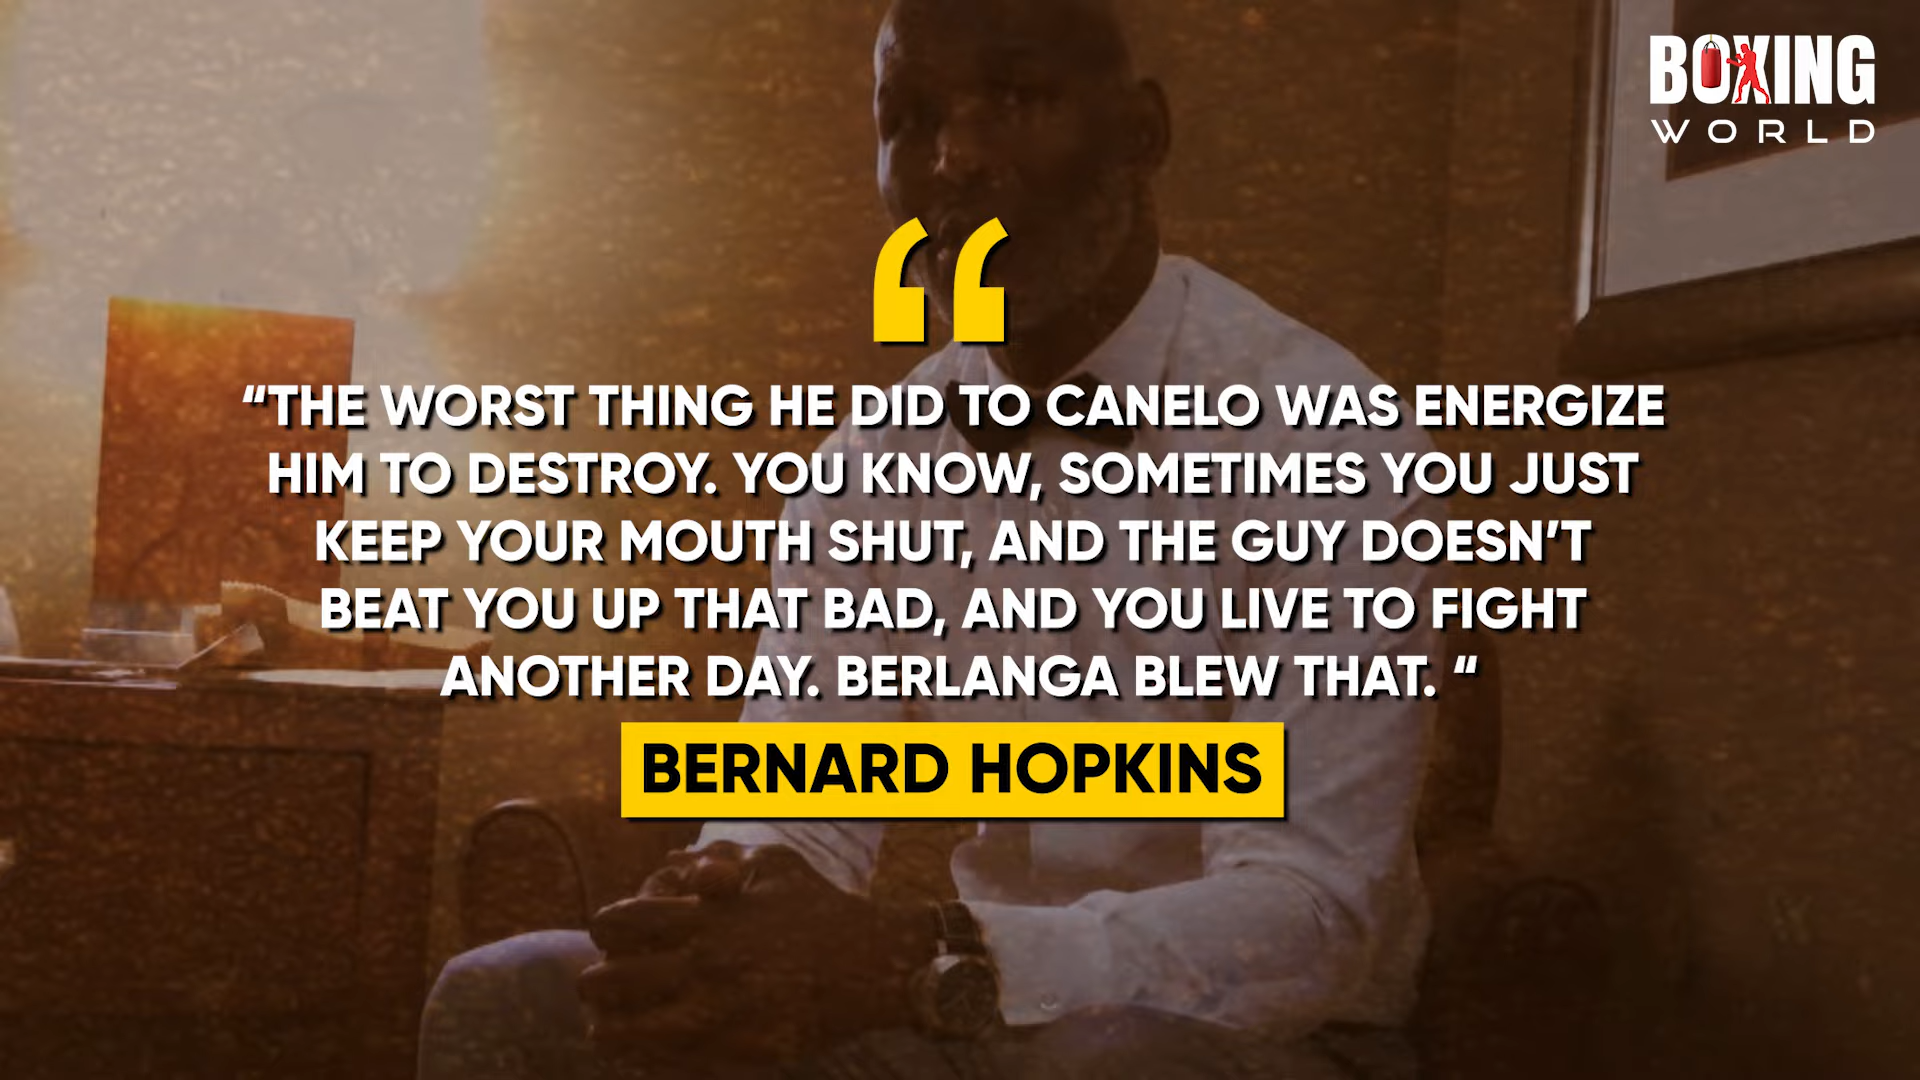 BOXING
WORLD
“
“THE WORST THING HE DID TO CANELO WAS ENERGIZE
HIM TO DESTROY. YOU KNOW, SOMETIMES YOU JUST
KEEP YOUR MOUTH SHUT, AND THE GUY DOESN’T
BEAT YOU UP THAT BAD, AND YOU LIVE TO FIGHT
ANOTHER DAY. BERLANGA BLEW THAT. “
BERNARD HOPKINS